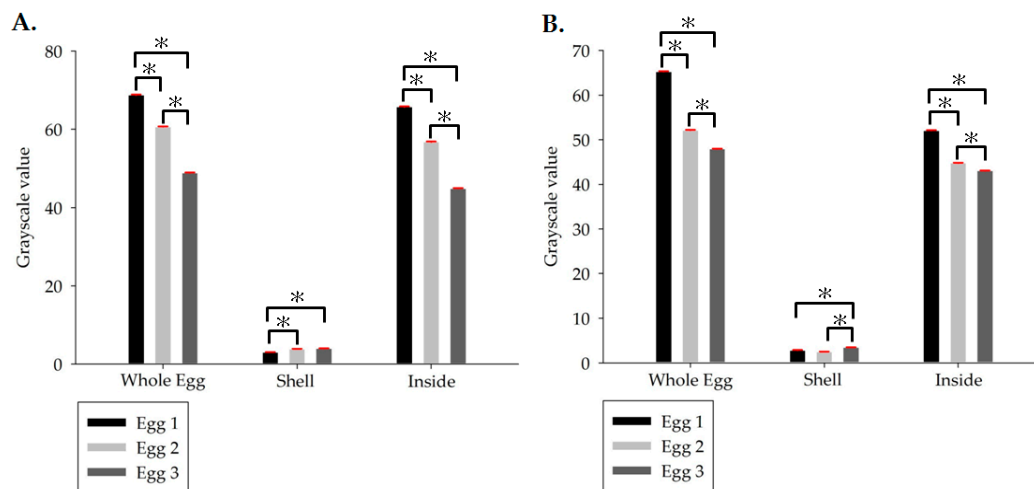 A.
Grayscale value
80
60
40
20
0
* * *
* *
* * *
Whole Egg Shell Inside
Egg 1
Egg 2
Egg 3
B.
Grayscale value
70
60
50
40
30
20
10
0
* * *
* *
* * *
Whole Egg Shell Inside
Egg 1
Egg 2
Egg 3